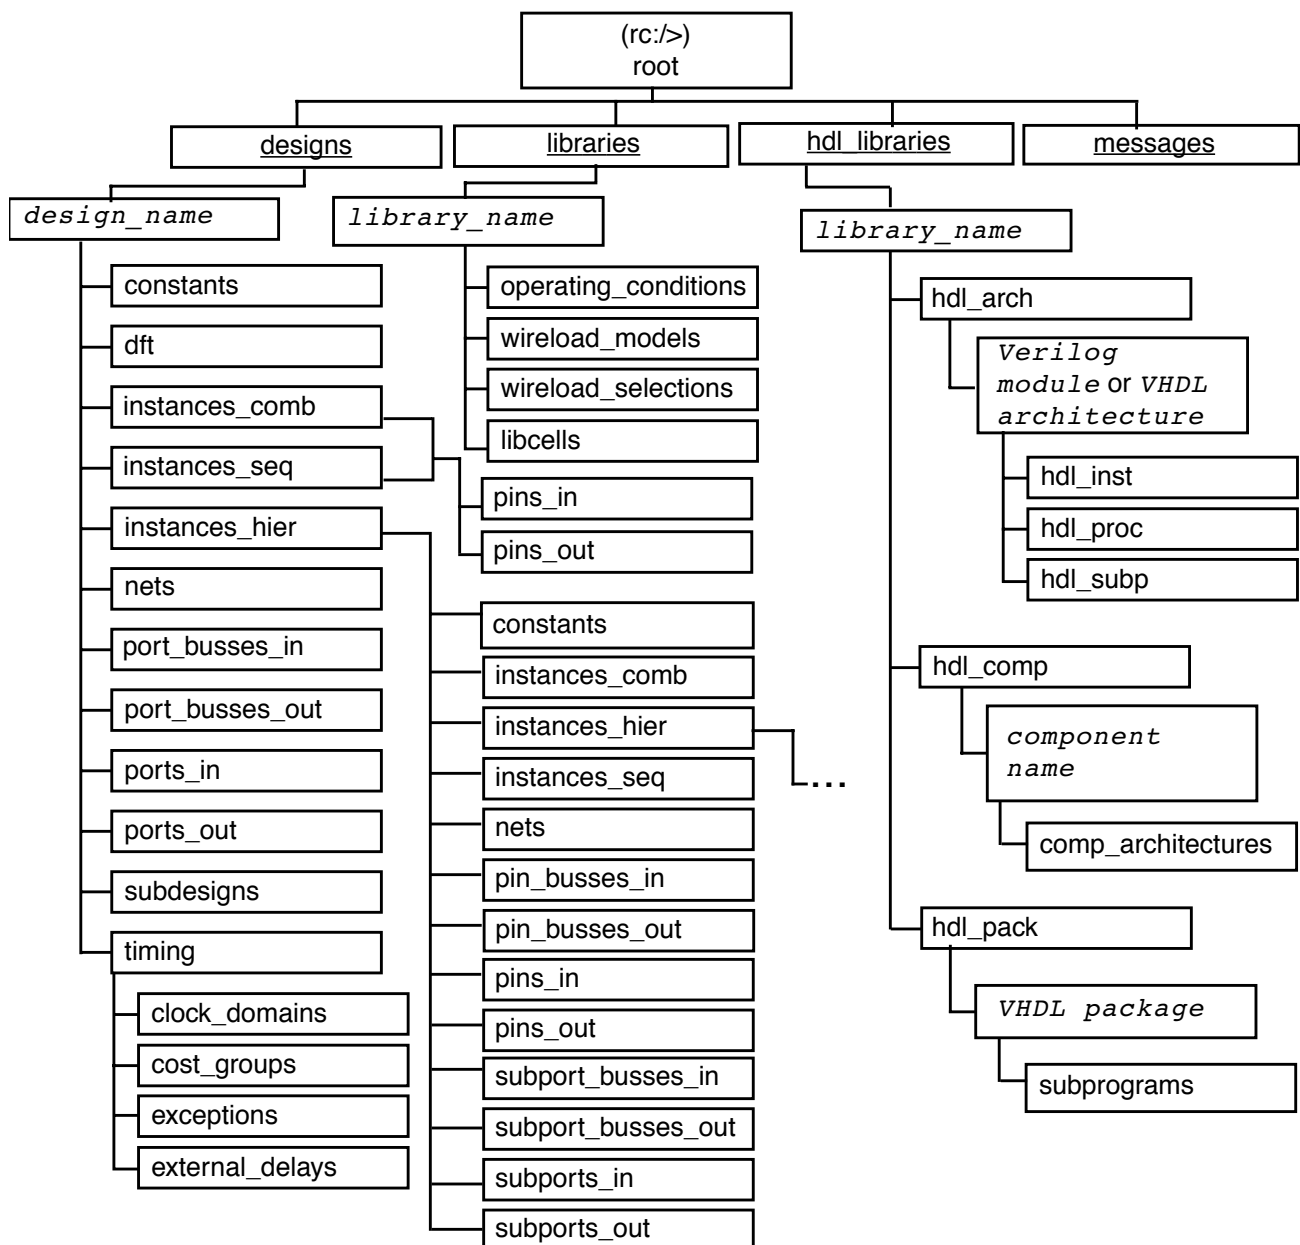 (rc:/>)
root
designs
libraries
hdl_libraries
messages
design_name
constants
dft
instances_comb
instances_seq
instances_hier
nets
port_busses_in
port_busses_out
ports_in
ports_out
subdesigns
timing
clock_domains
cost_groups
exceptions
external_delays
library_name
operating_conditions
wireload_models
wireload_selections
libcells
pins_in
pins_out
constants
instances_comb
instances_hier
...
instances_seq
nets
pin_busses_in
pin_busses_out
pins_in
pins_out
subport_busses_in
subport_busses_out
subports_in
subports_out
library_name
hdl_arch
Verilog
module or VHDL
architecture
hdl_inst
hdl_proc
hdl_subp
hdl_comp
component
name
comp_architectures
hdl_pack
VHDL package
subprograms